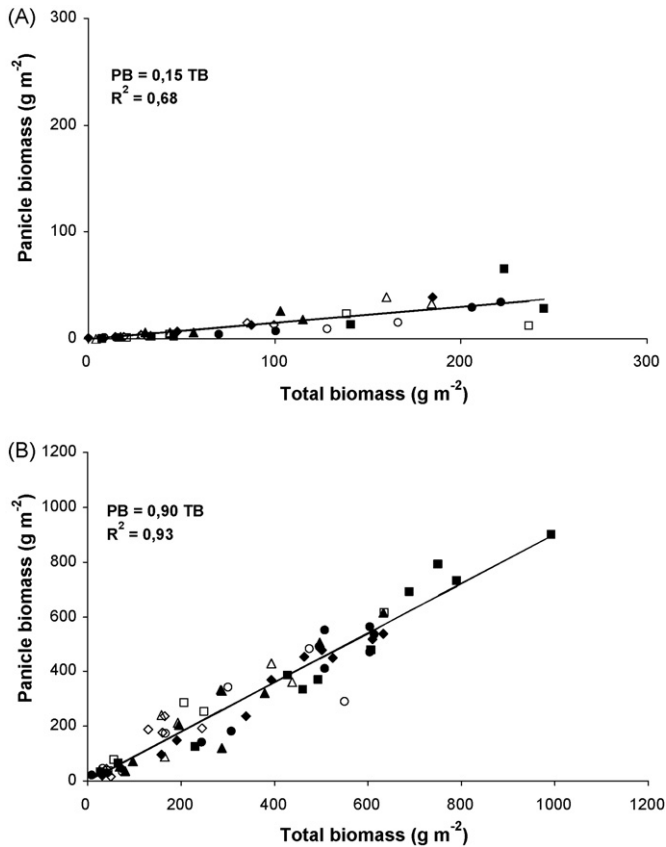 (A)
300
200
100
0
PB = 0,15 TB
R² = 0,68
Panicle biomass (g m⁻²)
0 100 200 300
Total biomass (g m⁻²)
(B)
1200
1000
800
600
400
200
0
PB = 0,90 TB
R² = 0,93
Panicle biomass (g m⁻²)
0 200 400 600 800 1000 1200
Total biomass (g m⁻²)